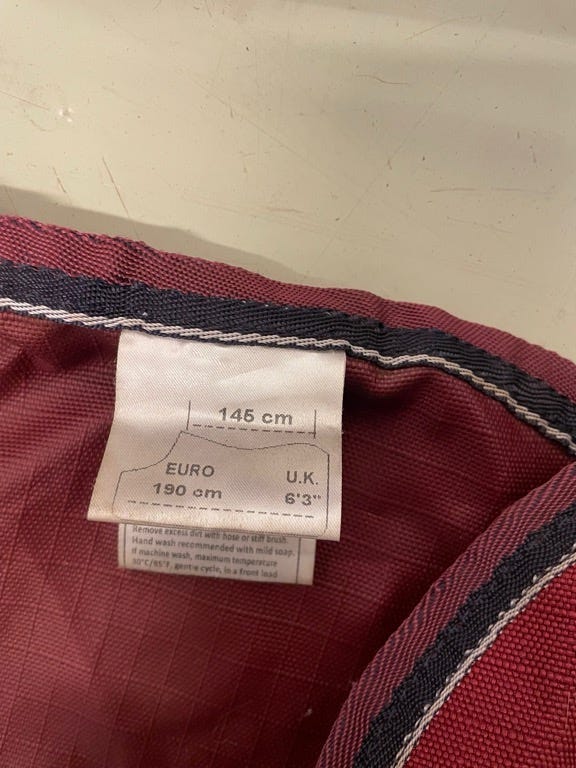 145 cm
EURO U.K.
190 cm 6'3"
Remove excess dirt with hose or stiff brush.
Hand wash recommended with mild soap.
If machine wash, maximum temperature
30°C/85°F, gentle cycle, in a front load